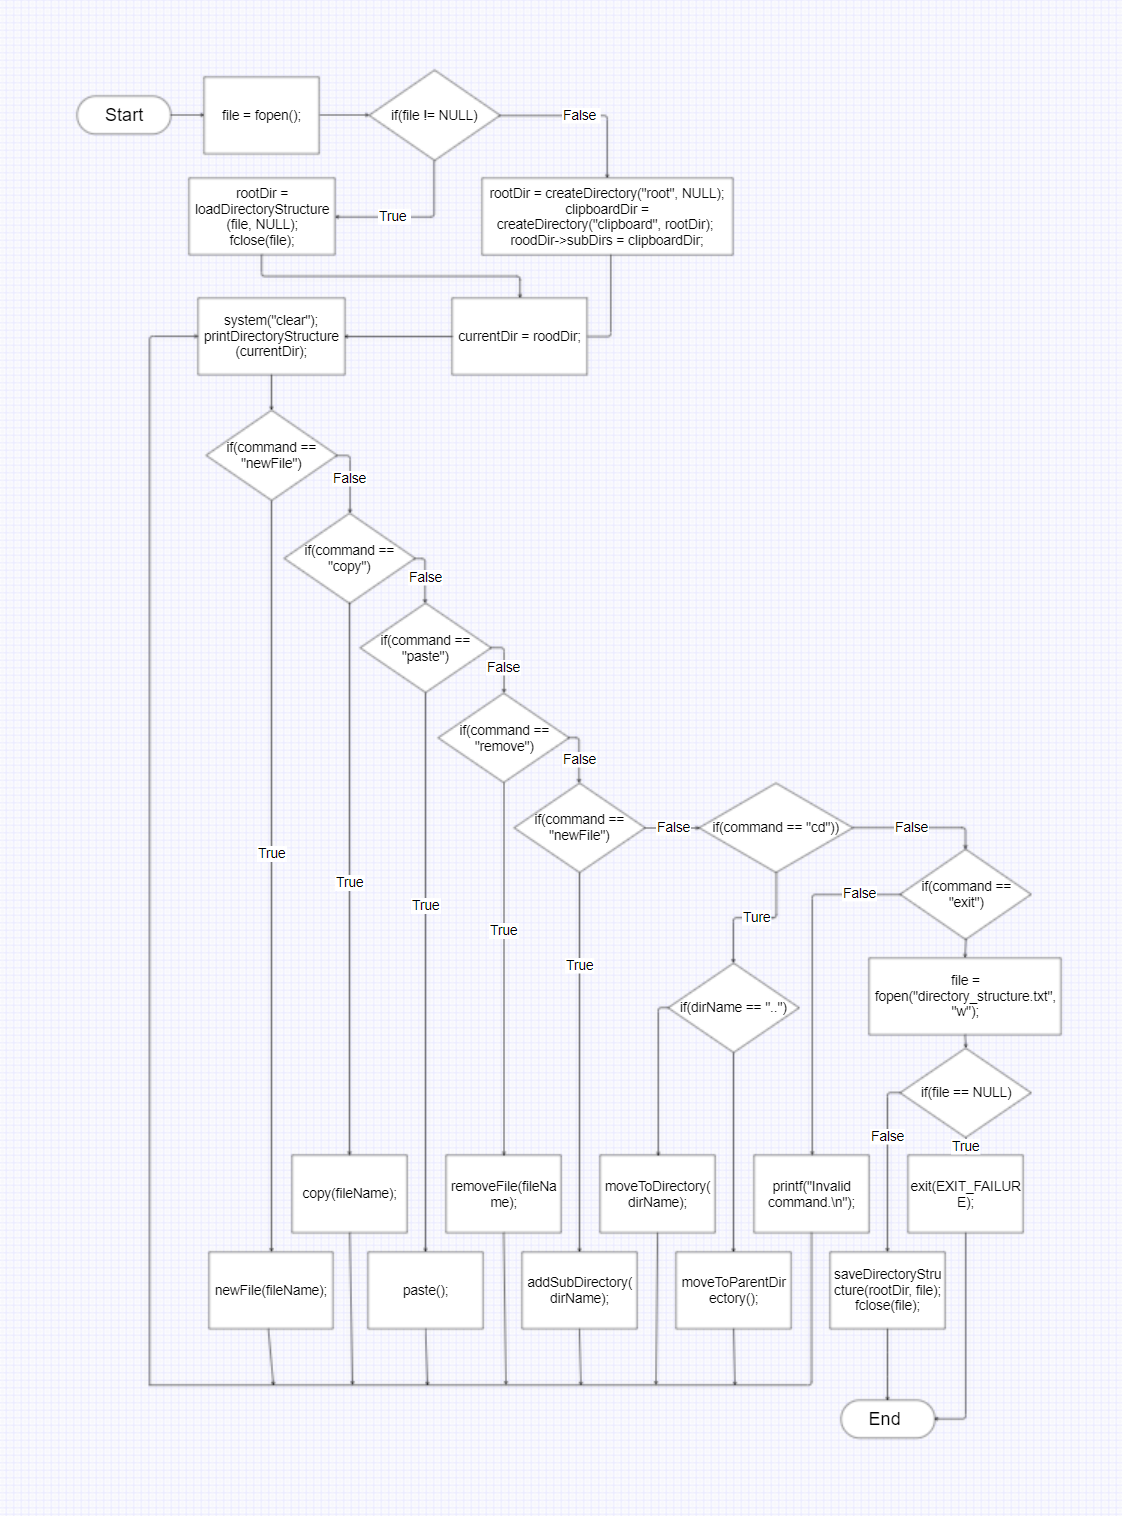 Start
file = fopen();
if(file != NULL)
False
True
rootDir =
loadDirectoryStructure
(file, NULL);
fclose(file);
rootDir = createDirectory("root", NULL);
clipboardDir =
createDirectory("clipboard", rootDir);
roodDir->subDirs = clipboardDir;
system("clear");
printDirectoryStructure
(currentDir);
currentDir = roodDir;
if(command ==
"newFile")
False
if(command ==
"copy")
False
if(command ==
"paste")
False
if(command ==
"remove")
False
if(command ==
"newFile")
False
if(command == "cd"))
False
if(command ==
"exit")
False
True
True
True
True
True
Ture
file =
fopen("directory_structure.txt",
"w");
if(dirName == "..")
if(file == NULL)
False
True
copy(fileName);
removeFile(fileNa
me);
moveToDirectory(
dirName);
printf("Invalid
command.\n");
exit(EXIT_FAILUR
E);
newFile(fileName);
paste();
addSubDirectory(
dirName);
moveToParentDir
ectory();
saveDirectoryStru
cture(rootDir, file);
fclose(file);
End